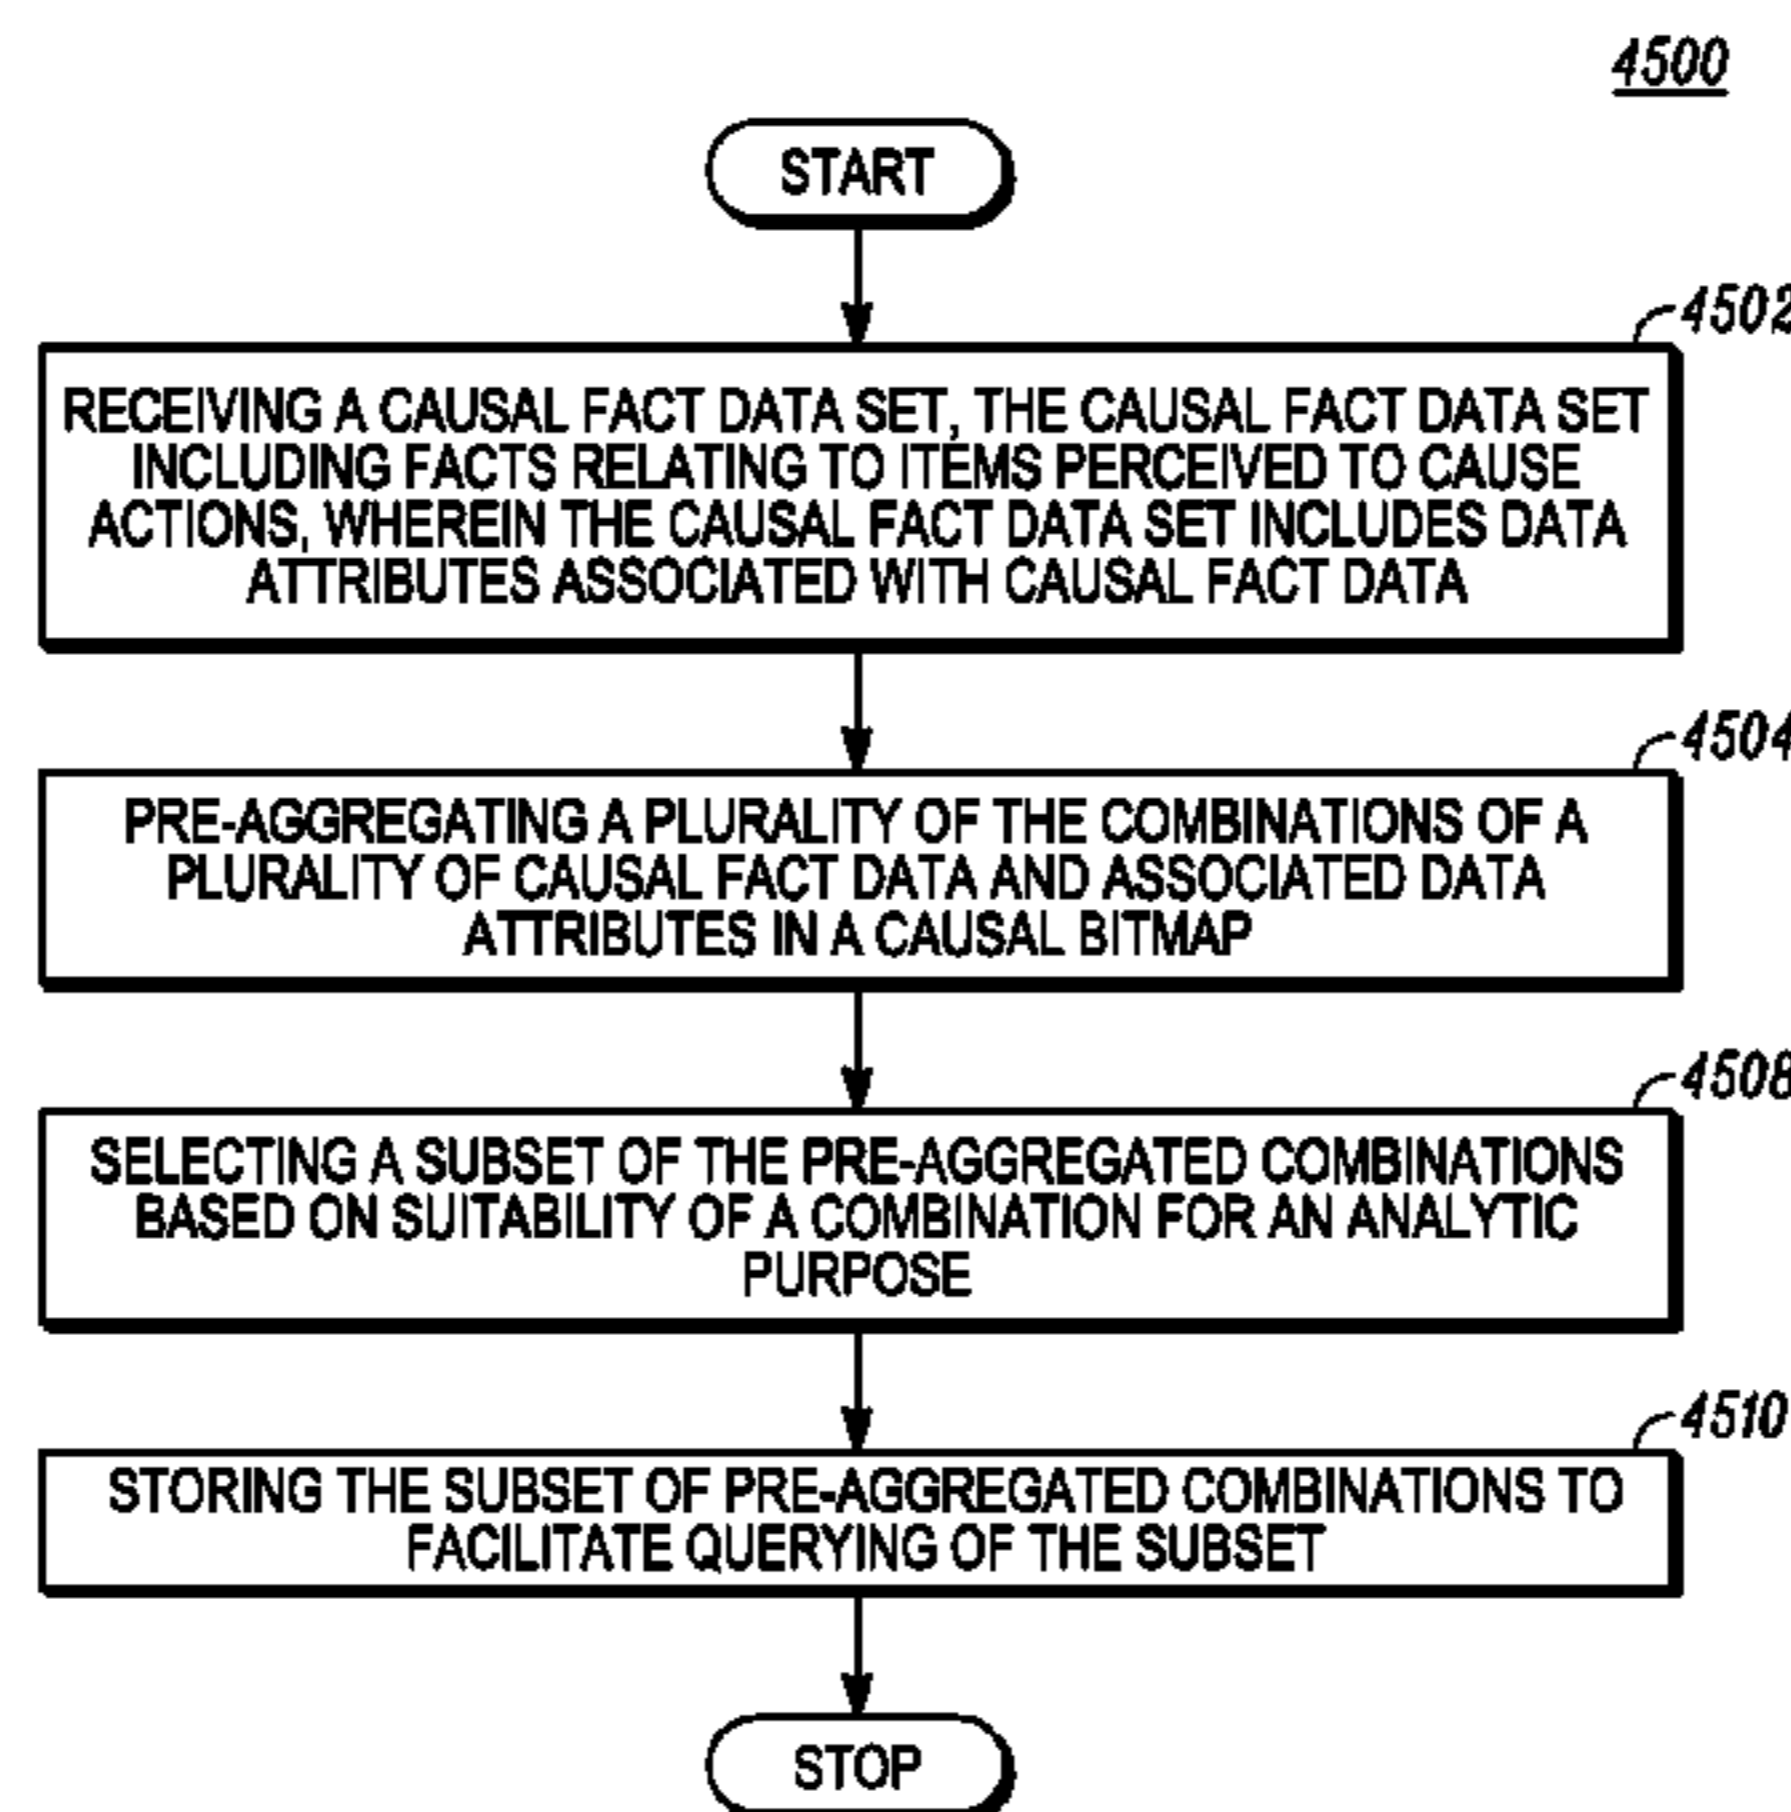 4500
START
4502
RECEIVING A CAUSAL FACT DATA SET, THE CAUSAL FACT DATA SET
INCLUDING FACTS RELATING TO ITEMS PERCEIVED TO CAUSE
ACTIONS, WHEREIN THE CAUSAL FACT DATA SET INCLUDES DATA
ATTRIBUTES ASSOCIATED WITH CAUSAL FACT DATA
4504
PRE-AGGREGATING A PLURALITY OF THE COMBINATIONS OF A
PLURALITY OF CAUSAL FACT DATA AND ASSOCIATED DATA
ATTRIBUTES IN A CAUSAL BITMAP
4508
SELECTING A SUBSET OF THE PRE-AGGREGATED COMBINATIONS
BASED ON SUITABILITY OF A COMBINATION FOR AN ANALYTIC
PURPOSE
4510
STORING THE SUBSET OF PRE-AGGREGATED COMBINATIONS TO
FACILITATE QUERYING OF THE SUBSET
STOP